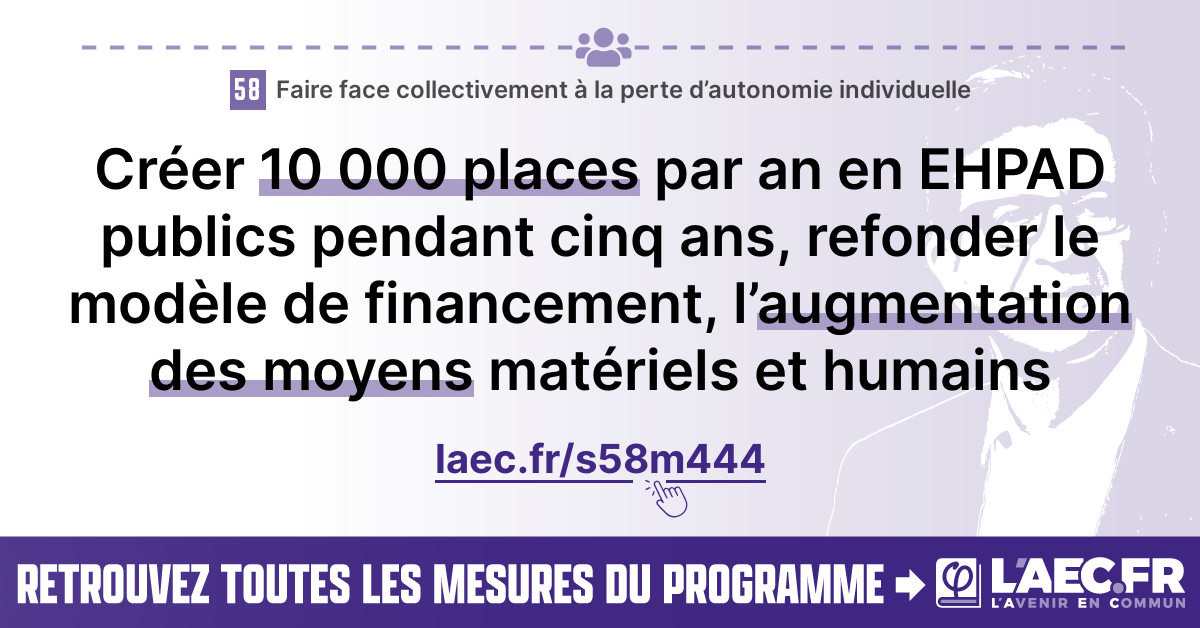 58 Faire face collectivement à la perte d’autonomie individuelle
Créer 10 000 places par an en EHPAD
publics pendant cinq ans, refonder le
modèle de financement, l’augmentation
des moyens matériels et humains
laec.fr/s58m444
RETROUVEZ TOUTES LES MESURES DU PROGRAMME
φ
L'AEC.FR
L'AVENIR EN COMMUN